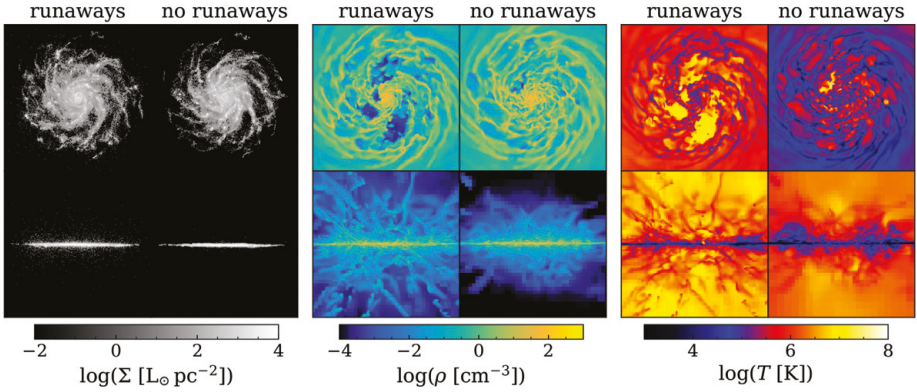 runaways no runaways runaways no runaways runaways no runaways
−2 0 2 4 −4 −2 0 2 4 6 8
log(Σ [L⊙ pc⁻²]) log(ρ [cm⁻³]) log(T [K])